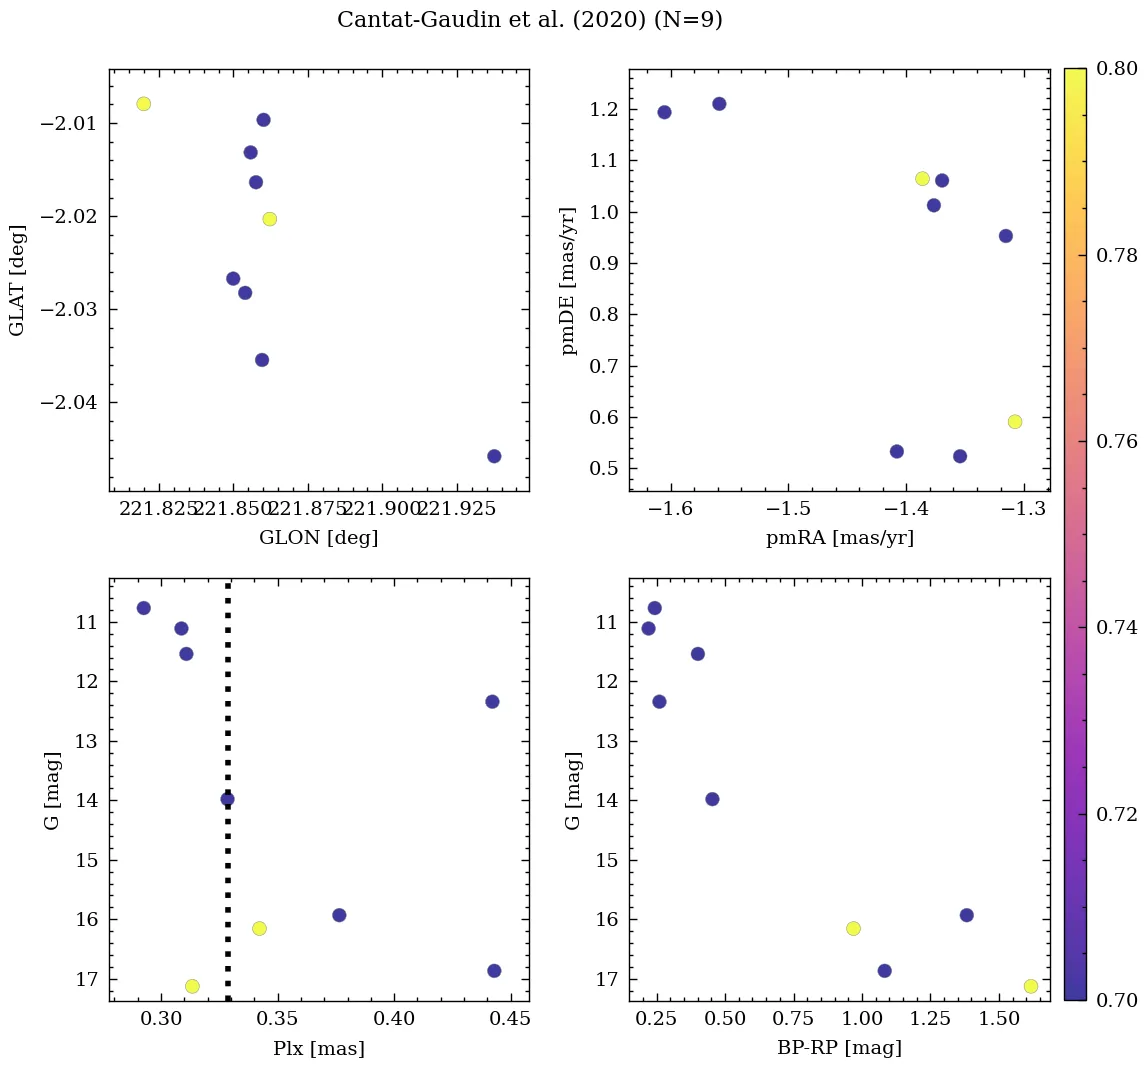 Cantat-Gaudin et al. (2020) (N=9)
GLAT [deg]
−2.01
−2.02
−2.03
−2.04
221.825 221.850 221.875 221.900 221.925
GLON [deg]
pmDE [mas/yr]
1.2
1.1
1.0
0.9
0.8
0.7
0.6
0.5
−1.6 −1.5 −1.4 −1.3
pmRA [mas/yr]
G [mag]
11
12
13
14
15
16
17
0.30 0.35 0.40 0.45
Plx [mas]
G [mag]
11
12
13
14
15
16
17
0.25 0.50 0.75 1.00 1.25 1.50
BP-RP [mag]
0.80
0.78
0.76
0.74
0.72
0.70